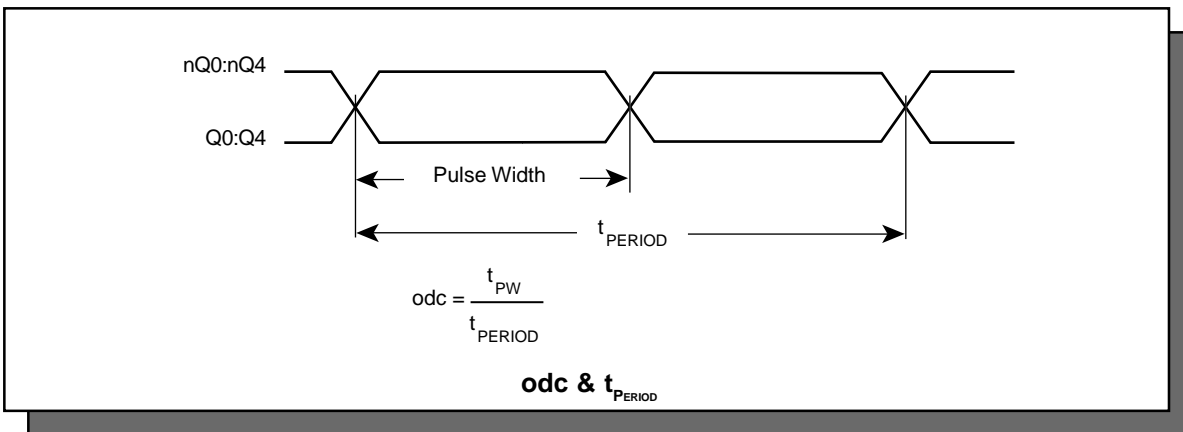 nQ0:nQ4
Q0:Q4
Pulse Width
tPERIOD
odc = tPW
tPERIOD
odc & tPERIOD